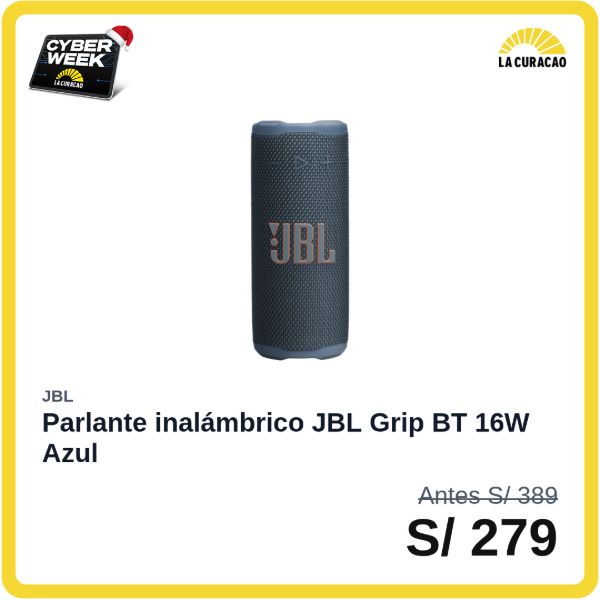 CYBER
WEEK
LA CURACAO
LA CURACAO
JBL
JBL
Parlante inalámbrico JBL Grip BT 16W
Azul
Antes S/ 389
S/ 279